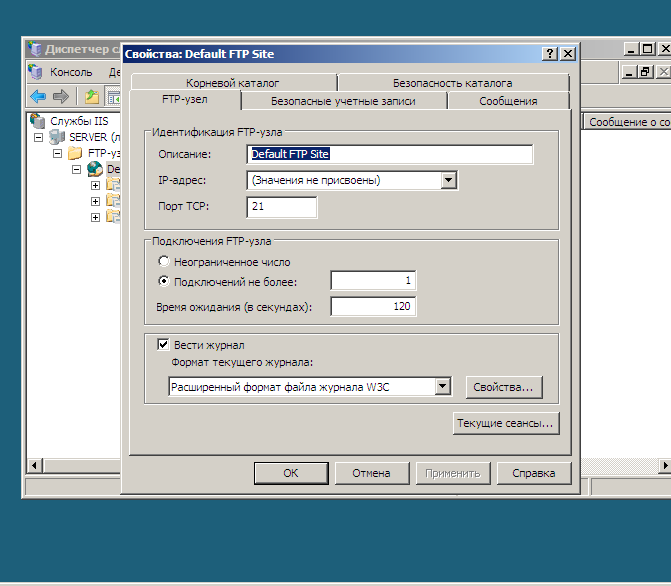 Диспетчер сл
Свойства: Default FTP Site
Консоль Де
Корневой каталог Безопасность каталога
FTP-узел Безопасные учетные записи Сообщения
Службы IIS
SERVER (л
FTP-уз
De
Сообщение о со
Идентификация FTP-узла
Описание: Default FTP Site
IP-адрес: (Значения не присвоены)
Порт TCP: 21
Подключения FTP-узла
Неограниченное число
Подключений не более: 1
Время ожидания (в секундах): 120
Вести журнал
Формат текущего журнала:
Расширенный формат файла журнала W3C Свойства...
Текущие сеансы...
ОК Отмена Применить Справка